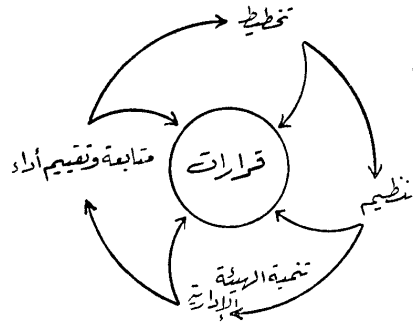 تخطيط
قرارات
متابعة وتقييم أداء
تنظيم
تنمية الهيئة
الإدارية